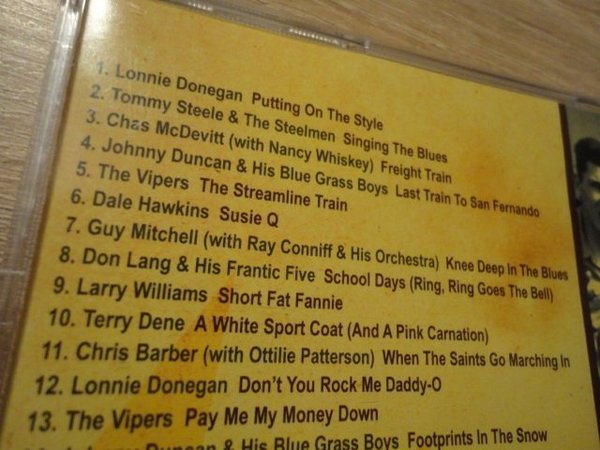 1. Lonnie Donegan Putting On The Style
2. Tommy Steele & The Steelmen Singing The Blues
3. Chas McDevitt (with Nancy Whiskey) Freight Train
4. Johnny Duncan & His Blue Grass Boys Last Train To San Fernando
5. The Vipers The Streamline Train
6. Dale Hawkins Susie Q
7. Guy Mitchell (with Ray Conniff & His Orchestra) Knee Deep In The Blues
8. Don Lang & His Frantic Five School Days (Ring, Ring Goes The Bell)
9. Larry Williams Short Fat Fannie
10. Terry Dene A White Sport Coat (And A Pink Carnation)
11. Chris Barber (with Ottilie Patterson) When The Saints Go Marching In
12. Lonnie Donegan Don't You Rock Me Daddy-O
13. The Vipers Pay Me My Money Down
Duncan & His Blue Grass Boys Footprints In The Snow